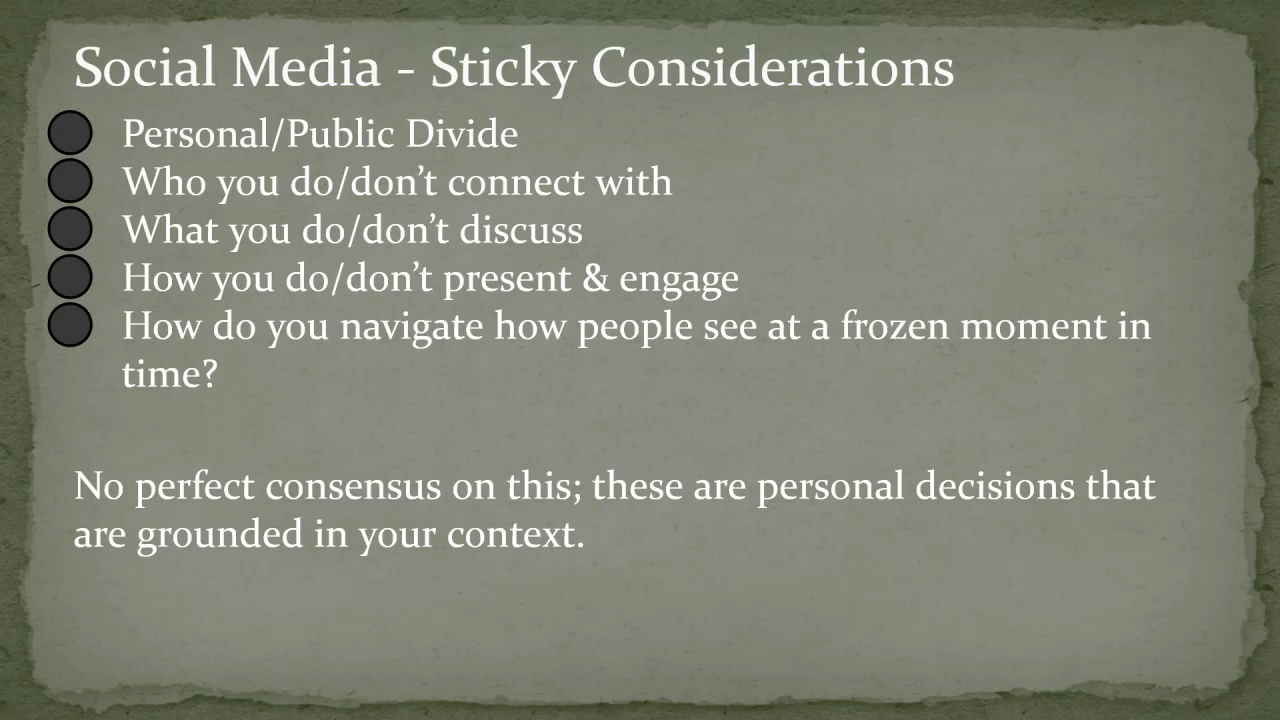 Social Media - Sticky Considerations
Personal/Public Divide
Who you do/don’t connect with
What you do/don’t discuss
How you do/don’t present & engage
How do you navigate how people see at a frozen moment in
time?
No perfect consensus on this; these are personal decisions that
are grounded in your context.